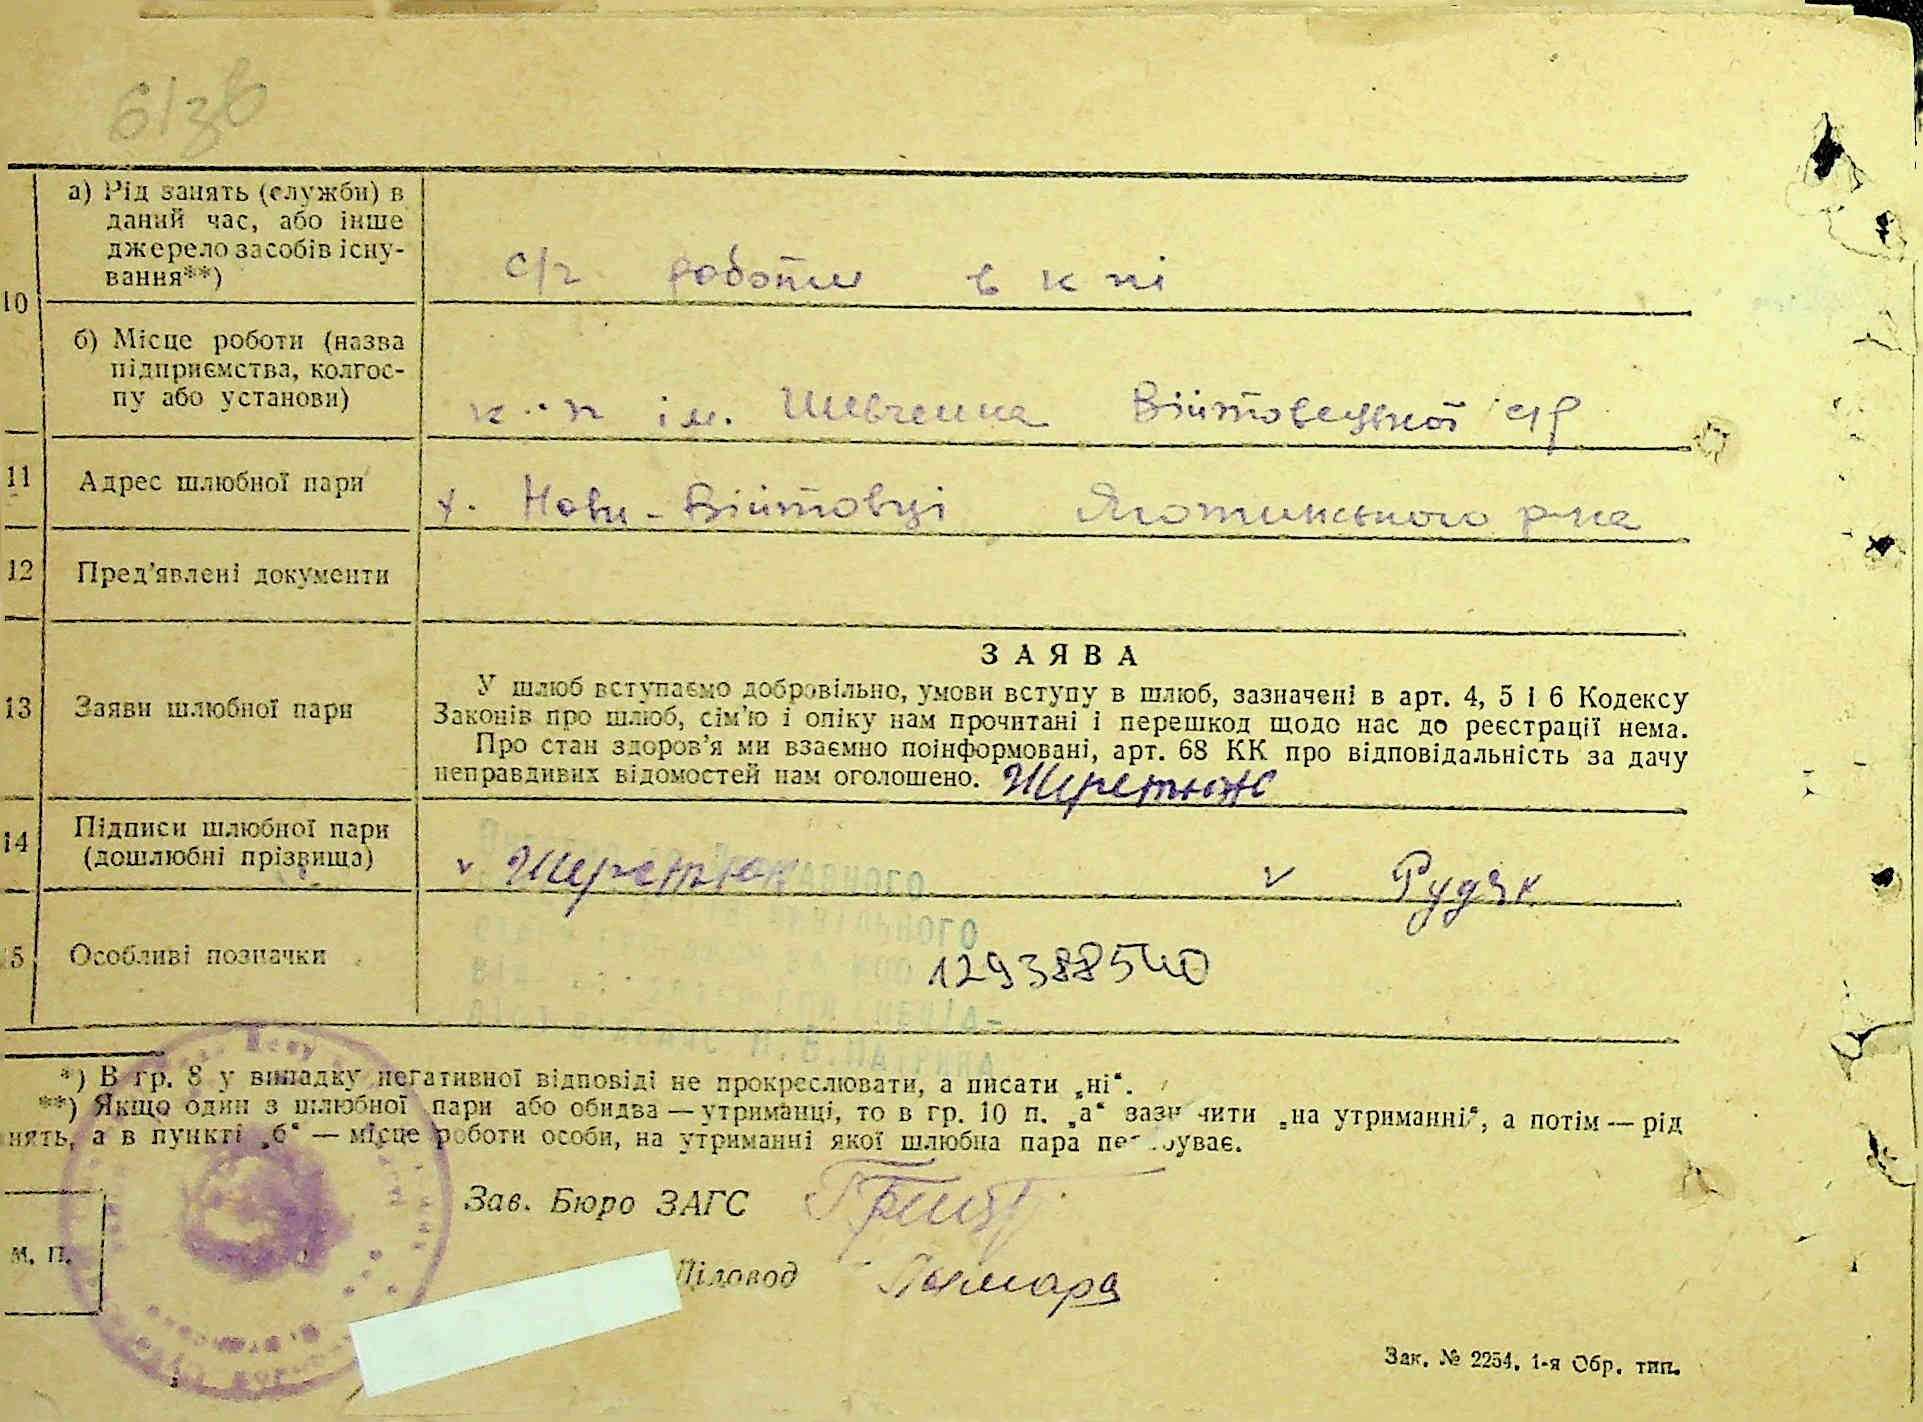 а) Рід занять (служби) в
даний час, або інше
джерело засобів існу-
вання**)
с/г роботи в к пі
10
б) Місце роботи (назва
підприємства, колгос-
пу або установи)
к-п ім. Шевченка Війтовецької с/р
11 Адрес шлюбної пари
х. Нові-Війтовці Яготинського р-на
12 Пред'явлені документи
13 Заяви шлюбної пари
ЗАЯВА
У шлюб вступаємо добровільно, умови вступу в шлюб, зазначені в арт. 4, 5 і 6 Кодексу
Законів про шлюб, сім'ю і опіку нам прочитані і перешкод щодо нас до реєстрації нема.
Про стан здоров'я ми взаємно поінформовані, арт. 68 КК про відповідальність за дачу
неправдивих відомостей нам оголошено.
14 Підписи шлюбної пари
(дошлюбні прізвища)
v v Рудяк
5 Особливі позначки
129388540
*) В гр. 8 у випадку негативної відповіді не прокреслювати, а писати „ні“.
**) Якщо один з шлюбної пари або обидва — утриманці, то в гр. 10 п. „а“ зазначити „на утриманні“, а потім — рід
нять, а в пункті „б“ — місце роботи особи, на утриманні якої шлюбна пара перебуває.
Зав. Бюро ЗАГС
М. П.
Діловод
Зак. № 2254. 1-я Обр. тип.